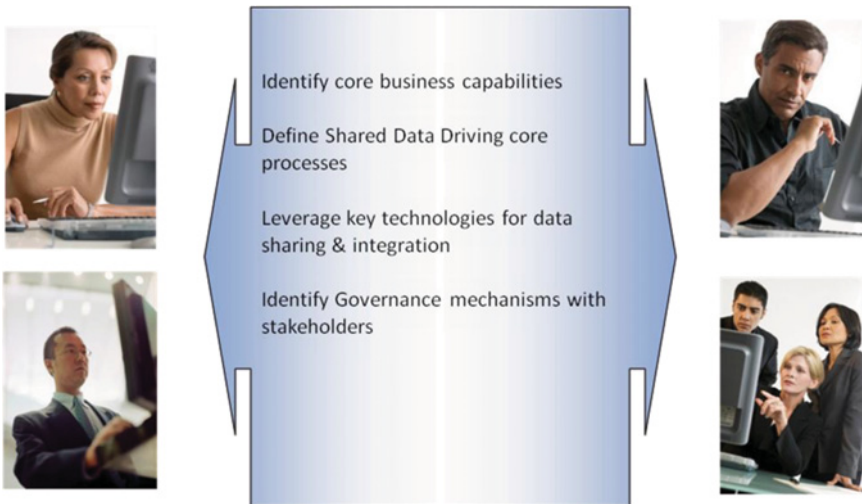 Identify core business capabilities
Define Shared Data Driving core
processes
Leverage key technologies for data
sharing & integration
Identify Governance mechanisms with
stakeholders